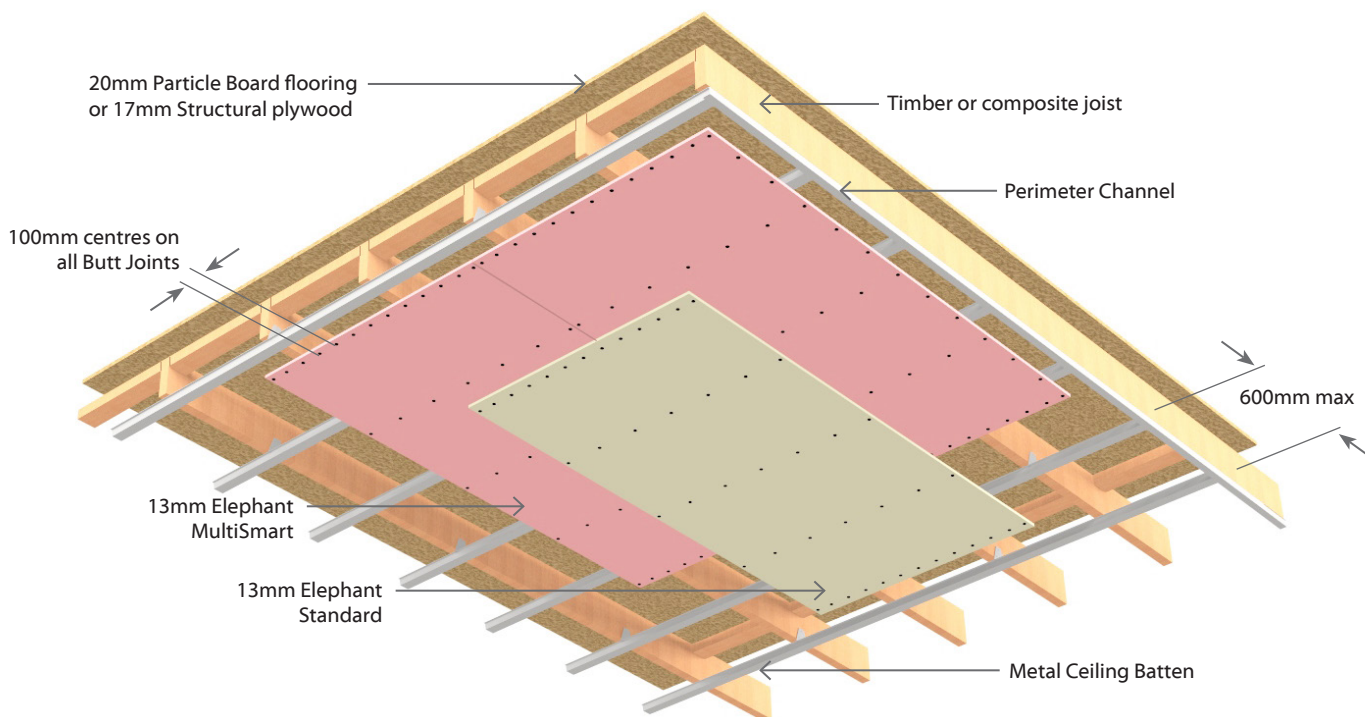 20mm Particle Board flooring
or 17mm Structural plywood
Timber or composite joist
Perimeter Channel
100mm centres on
all Butt Joints
600mm max
13mm Elephant
MultiSmart
13mm Elephant
Standard
Metal Ceiling Batten